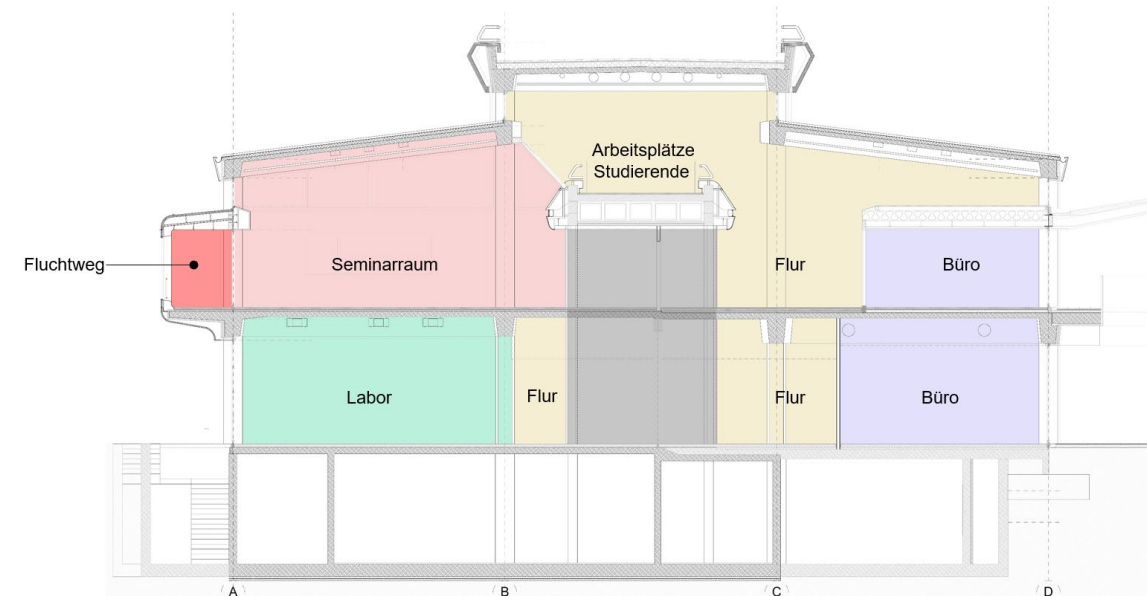 Arbeitsplätze
Studierende
Fluchtweg
Seminarraum
Flur
Büro
Labor
Flur
Flur
Büro
A
B
C
D